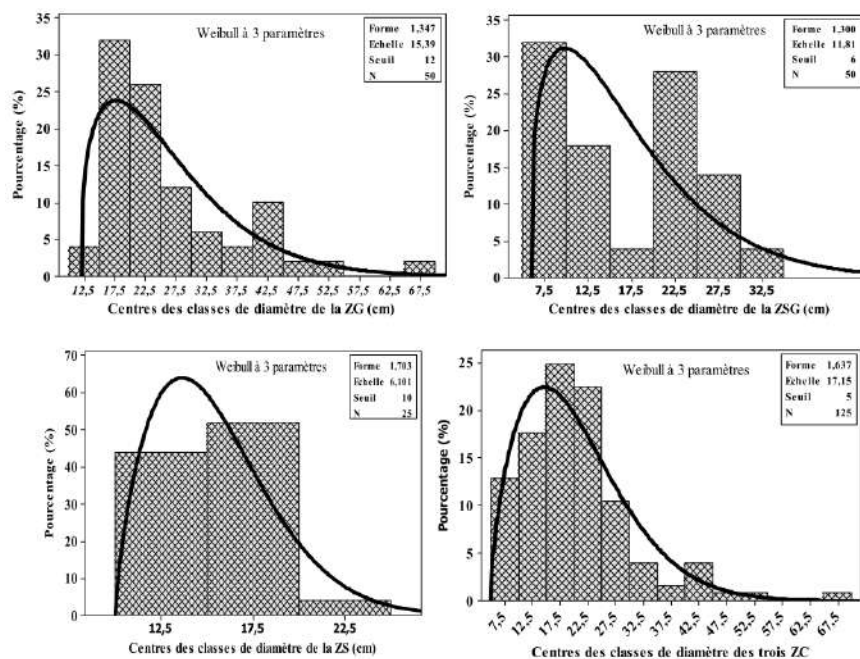 Weibull à 3 paramètres
Forme 1,347
Echelle 15,39
Seuil 12
N 50
Pourcentage (%)
35
30
25
20
15
10
5
0
12,5 17,5 22,5 27,5 32,5 37,5 42,5 47,5 52,5 57,5 62,5 67,5
Centres des classes de diamètre de la ZG (cm)
Weibull à 3 paramètres
Forme 1,300
Echelle 11,81
Seuil 6
N 50
Pourcentage (%)
35
30
25
20
15
10
5
0
7,5 12,5 17,5 22,5 27,5 32,5
Centres des classes de diamètre de la ZSG (cm)
Weibull à 3 paramètres
Forme 1,703
Echelle 6,101
Seuil 10
N 25
Pourcentage (%)
70
60
50
40
30
20
10
0
12,5 17,5 22,5
Centres des classes de diamètre de la ZS (cm)
Weibull à 3 paramètres
Forme 1,637
Echelle 17,15
Seuil 5
N 125
Pourcentage (%)
25
20
15
10
5
0
7,5 12,5 17,5 22,5 27,5 32,5 37,5 42,5 47,5 52,5 57,5 62,5 67,5
Centres des classes de diamètre des trois ZC